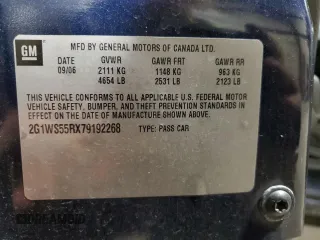 GM
MFD BY GENERAL MOTORS OF CANADA LTD.
DATE GVWR GAWR FRT GAWR RR
09/06 2111 KG 1148 KG 963 KG
4654 LB 2531 LB 2123 LB
THIS VEHICLE CONFORMS TO ALL APPLICABLE U.S. FEDERAL MOTOR
VEHICLE SAFETY, BUMPER, AND THEFT PREVENTION STANDARDS
IN EFFECT ON THE DATE OF MANUFACTURE SHOWN ABOVE.
2G1WS55RX79192268 TYPE: PASS CAR